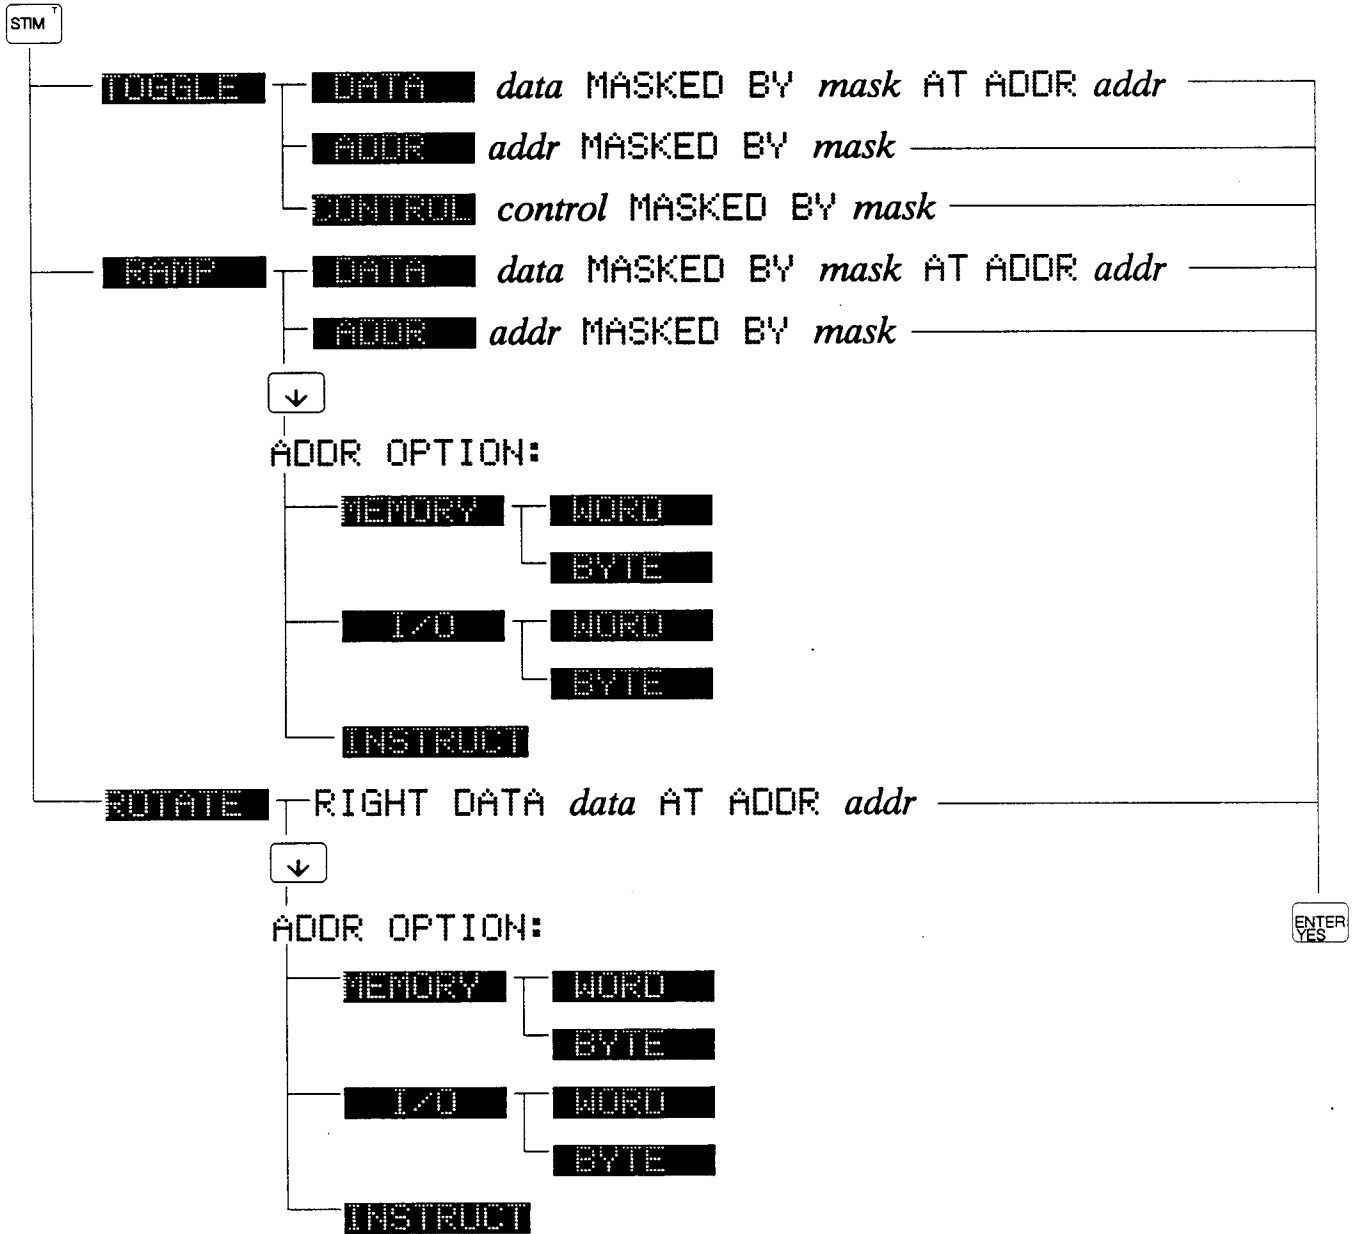 STIM T
TOGGLE DATA data MASKED BY mask AT ADDR addr
ADDR addr MASKED BY mask
CONTROL control MASKED BY mask
RAMP DATA data MASKED BY mask AT ADDR addr
ADDR addr MASKED BY mask
ADDR OPTION:
MEMORY WORD
BYTE
I/O WORD
BYTE
INSTRUCT
ROTATE RIGHT DATA data AT ADDR addr
ADDR OPTION:
ENTER
YES
MEMORY WORD
BYTE
I/O WORD
BYTE
INSTRUCT